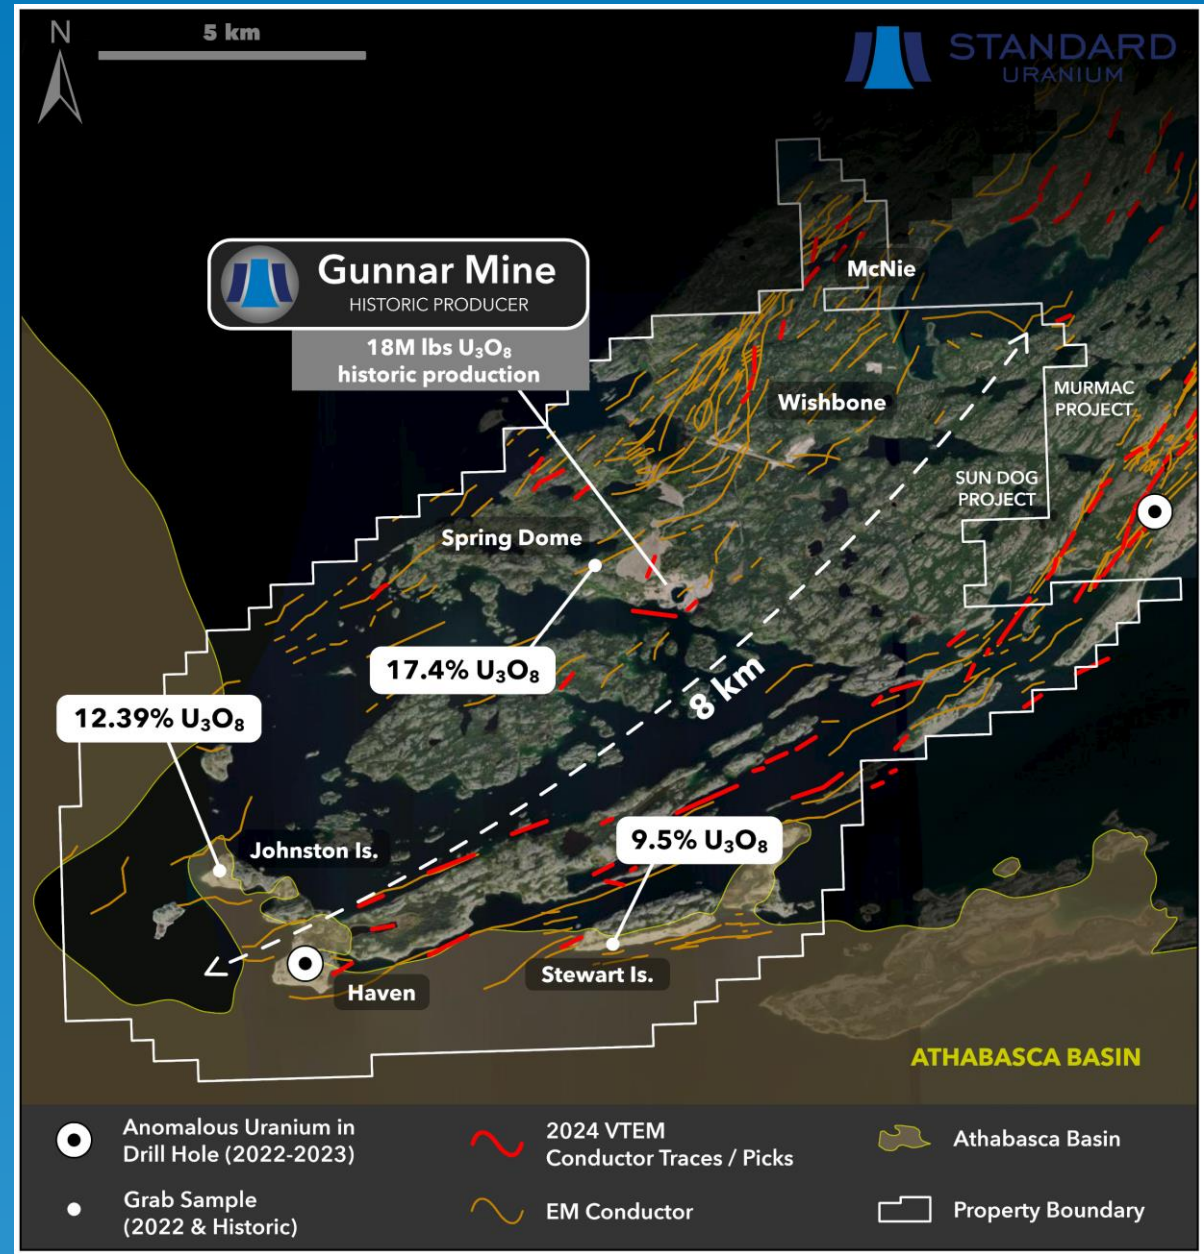 N
5 km
STANDARD
URANIUM
McNie
Gunnar Mine
HISTORIC PRODUCER
18M lbs U₃O₈
historic production
Wishbone
MURMAC
PROJECT
SUN DOG
PROJECT
Spring Dome
17.4% U₃O₈
8 km
12.39% U₃O₈
9.5% U₃O₈
Johnston Is.
Stewart Is.
Haven
ATHABASCA BASIN
Anomalous Uranium in
Drill Hole (2022-2023)
2024 VTEM
Conductor Traces / Picks
Athabasca Basin
Grab Sample
(2022 & Historic)
EM Conductor
Property Boundary